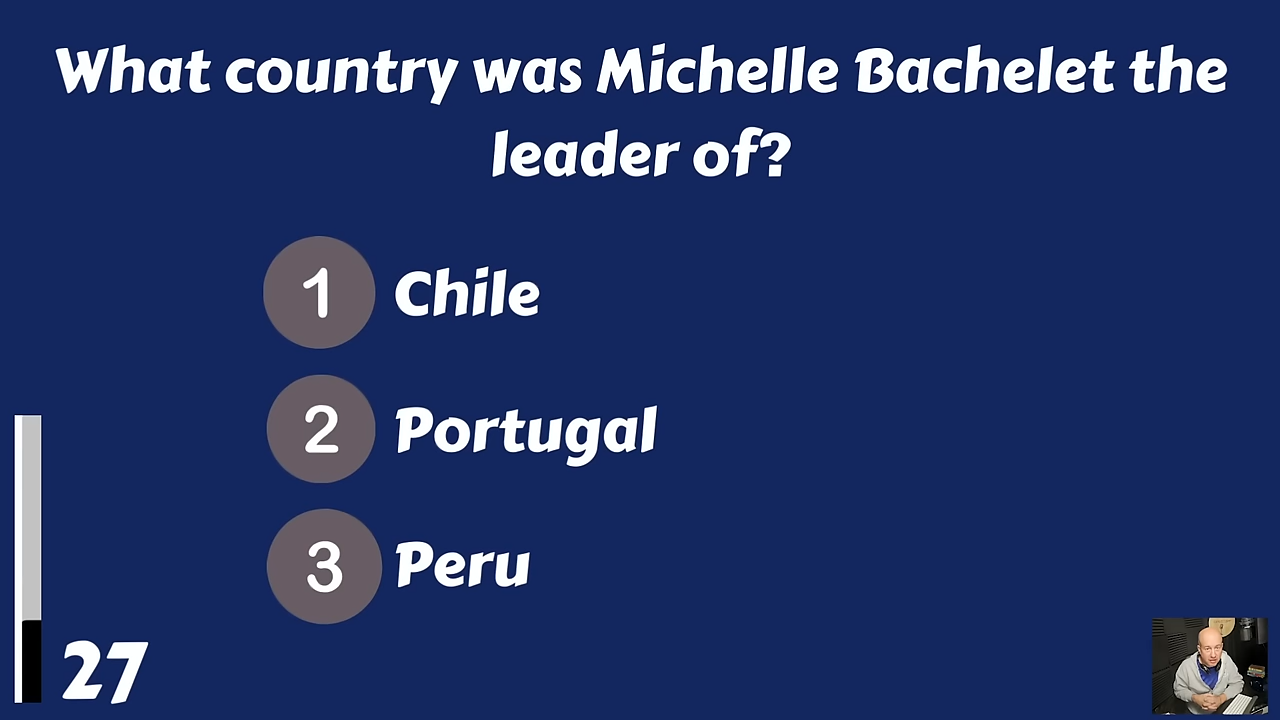 What country was Michelle Bachelet the
leader of?
1 Chile
2 Portugal
3 Peru
27